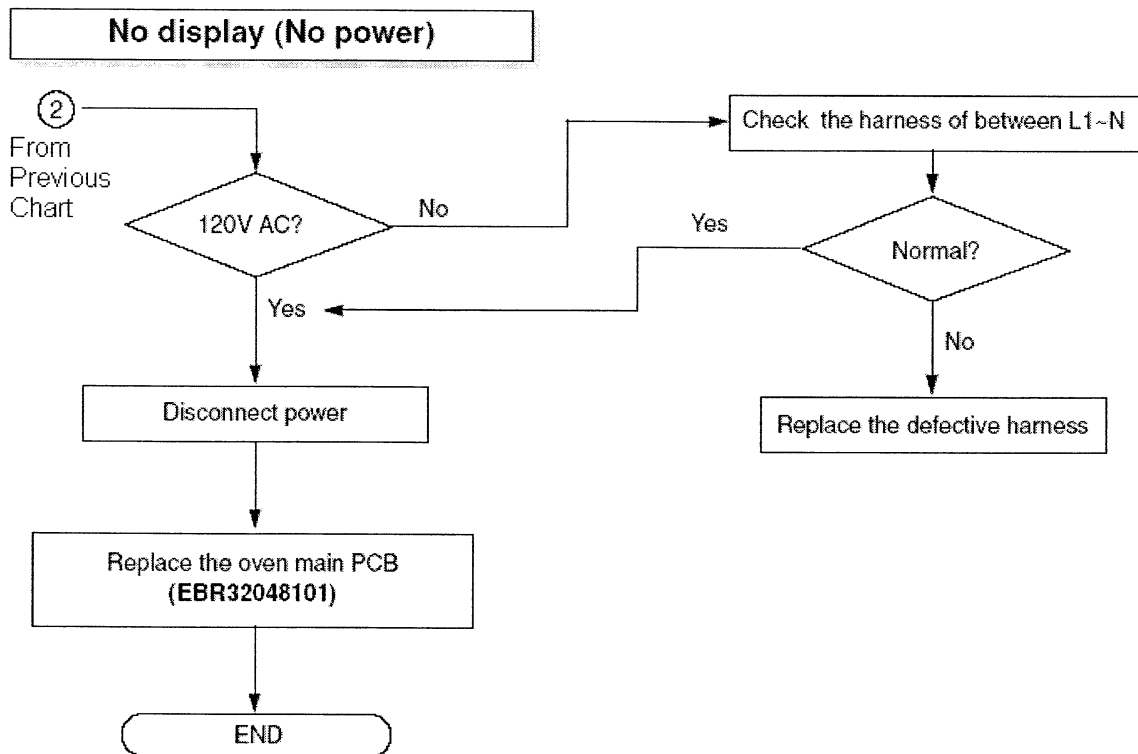 No display (No power)
2
From
Previous
Chart
120V AC?
No
Check the harness of between L1~N
Normal?
Yes
No
Replace the defective harness
Yes
Disconnect power
Replace the oven main PCB
(EBR32048101)
END